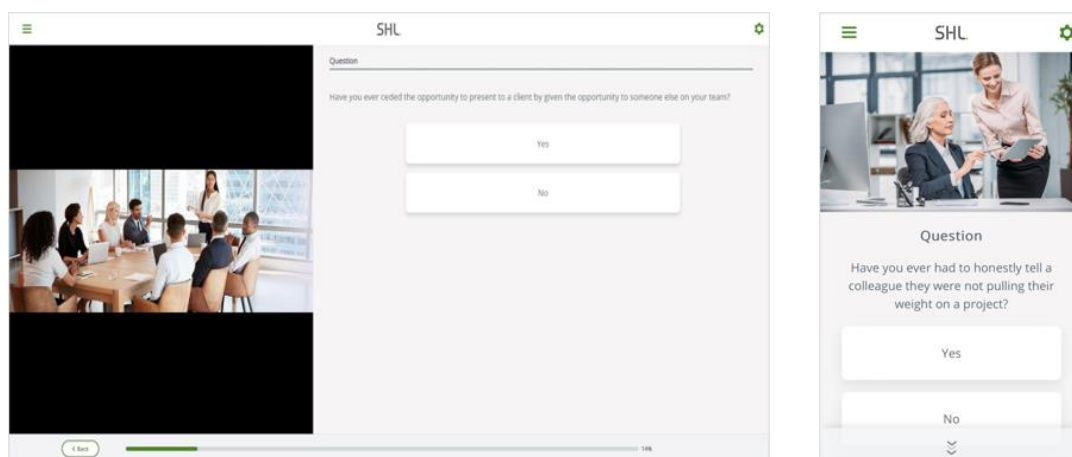 SHL.
Question
Have you ever ceded the opportunity to present to a client by given the opportunity to someone else on your team?
Yes
No
< Back
14%
SHL.
Question
Have you ever had to honestly tell a
colleague they were not pulling their
weight on a project?
Yes
No